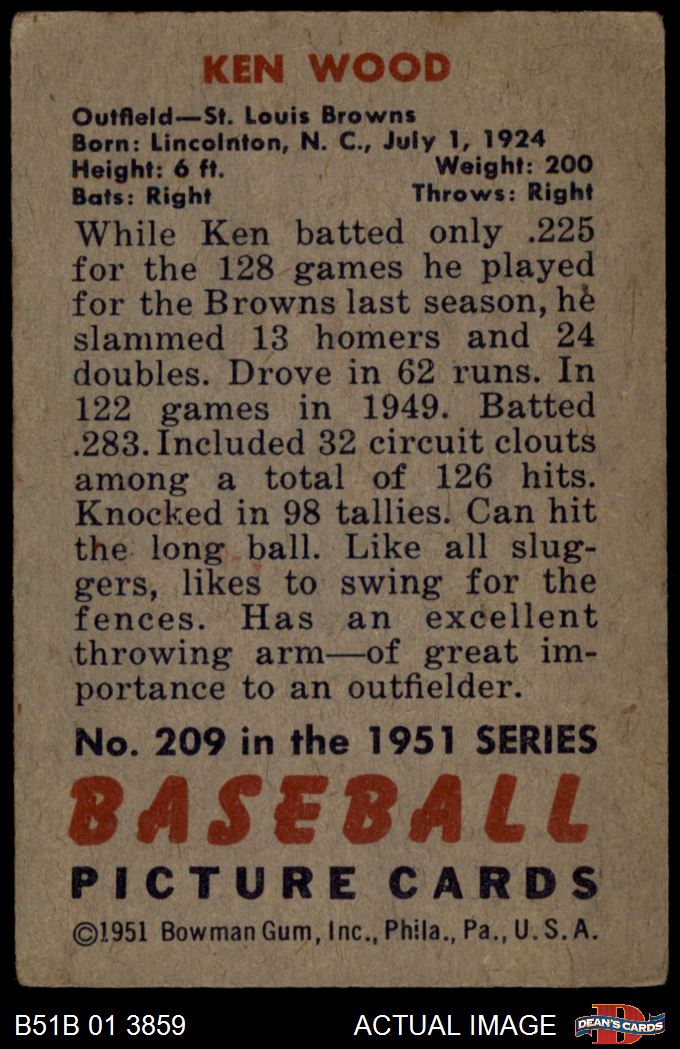 KEN WOOD
Outfield—St. Louis Browns
Born: Lincolnton, N. C., July 1, 1924
Height: 6 ft. Weight: 200
Bats: Right Throws: Right
While Ken batted only .225
for the 128 games he played
for the Browns last season, he
slammed 13 homers and 24
doubles. Drove in 62 runs. In
122 games in 1949. Batted
.283. Included 32 circuit clouts
among a total of 126 hits.
Knocked in 98 tallies. Can hit
the long ball. Like all slug-
gers, likes to swing for the
fences. Has an excellent
throwing arm—of great im-
portance to an outfielder.
No. 209 in the 1951 SERIES
BASEBALL
PICTURE CARDS
©1951 Bowman Gum, Inc., Phila., Pa., U. S. A.
B51B 01 3859 ACTUAL IMAGE D DEAN'S CARDS